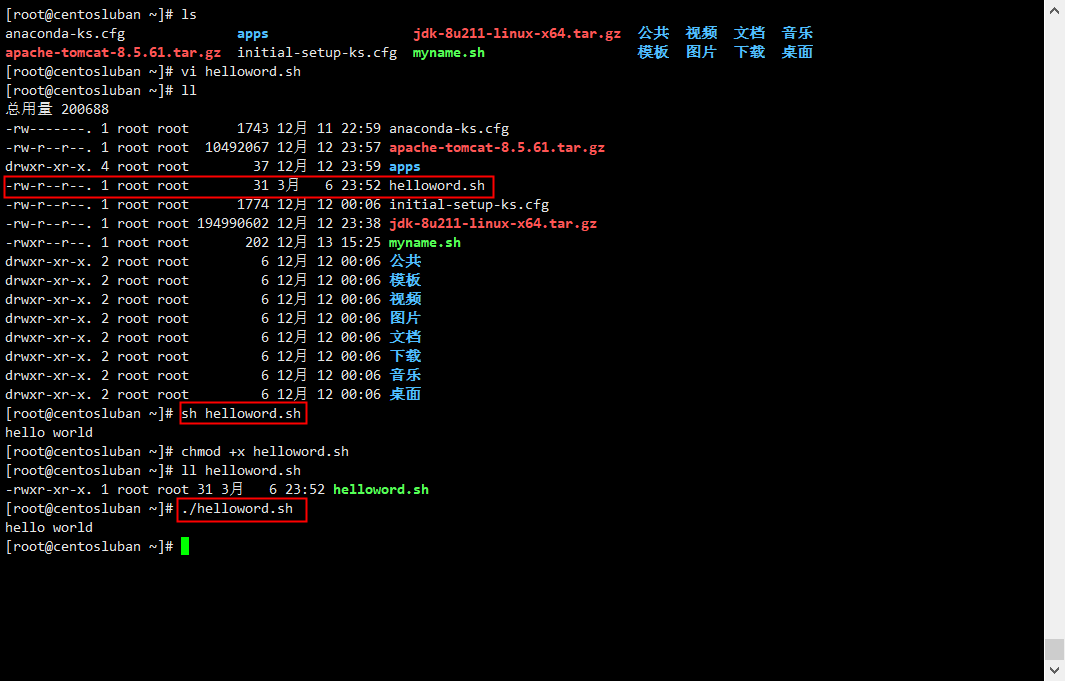 [root@centosluban ~]# ls
anaconda-ks.cfg apps jdk-8u211-linux-x64.tar.gz 公共 视频 文档 音乐
apache-tomcat-8.5.61.tar.gz initial-setup-ks.cfg myname.sh 模板 图片 下载 桌面
[root@centosluban ~]# vi helloword.sh
[root@centosluban ~]# ll
总用量 200688
-rw-------. 1 root root 1743 12月 11 22:59 anaconda-ks.cfg
-rw-r--r--. 1 root root 10492067 12月 12 23:57 apache-tomcat-8.5.61.tar.gz
drwxr-xr-x. 4 root root 37 12月 12 23:59 apps
-rw-r--r--. 1 root root 31 3月 6 23:52 helloword.sh
-rw-r--r--. 1 root root 1774 12月 12 00:06 initial-setup-ks.cfg
-rw-r--r--. 1 root root 194990602 12月 12 23:38 jdk-8u211-linux-x64.tar.gz
-rwxr--r--. 1 root root 202 12月 13 15:25 myname.sh
drwxr-xr-x. 2 root root 6 12月 12 00:06 公共
drwxr-xr-x. 2 root root 6 12月 12 00:06 模板
drwxr-xr-x. 2 root root 6 12月 12 00:06 视频
drwxr-xr-x. 2 root root 6 12月 12 00:06 图片
drwxr-xr-x. 2 root root 6 12月 12 00:06 文档
drwxr-xr-x. 2 root root 6 12月 12 00:06 下载
drwxr-xr-x. 2 root root 6 12月 12 00:06 音乐
drwxr-xr-x. 2 root root 6 12月 12 00:06 桌面
[root@centosluban ~]# sh helloword.sh
hello world
[root@centosluban ~]# chmod +x helloword.sh
[root@centosluban ~]# ll helloword.sh
-rwxr-xr-x. 1 root root 31 3月 6 23:52 helloword.sh
[root@centosluban ~]# ./helloword.sh
hello world
[root@centosluban ~]#